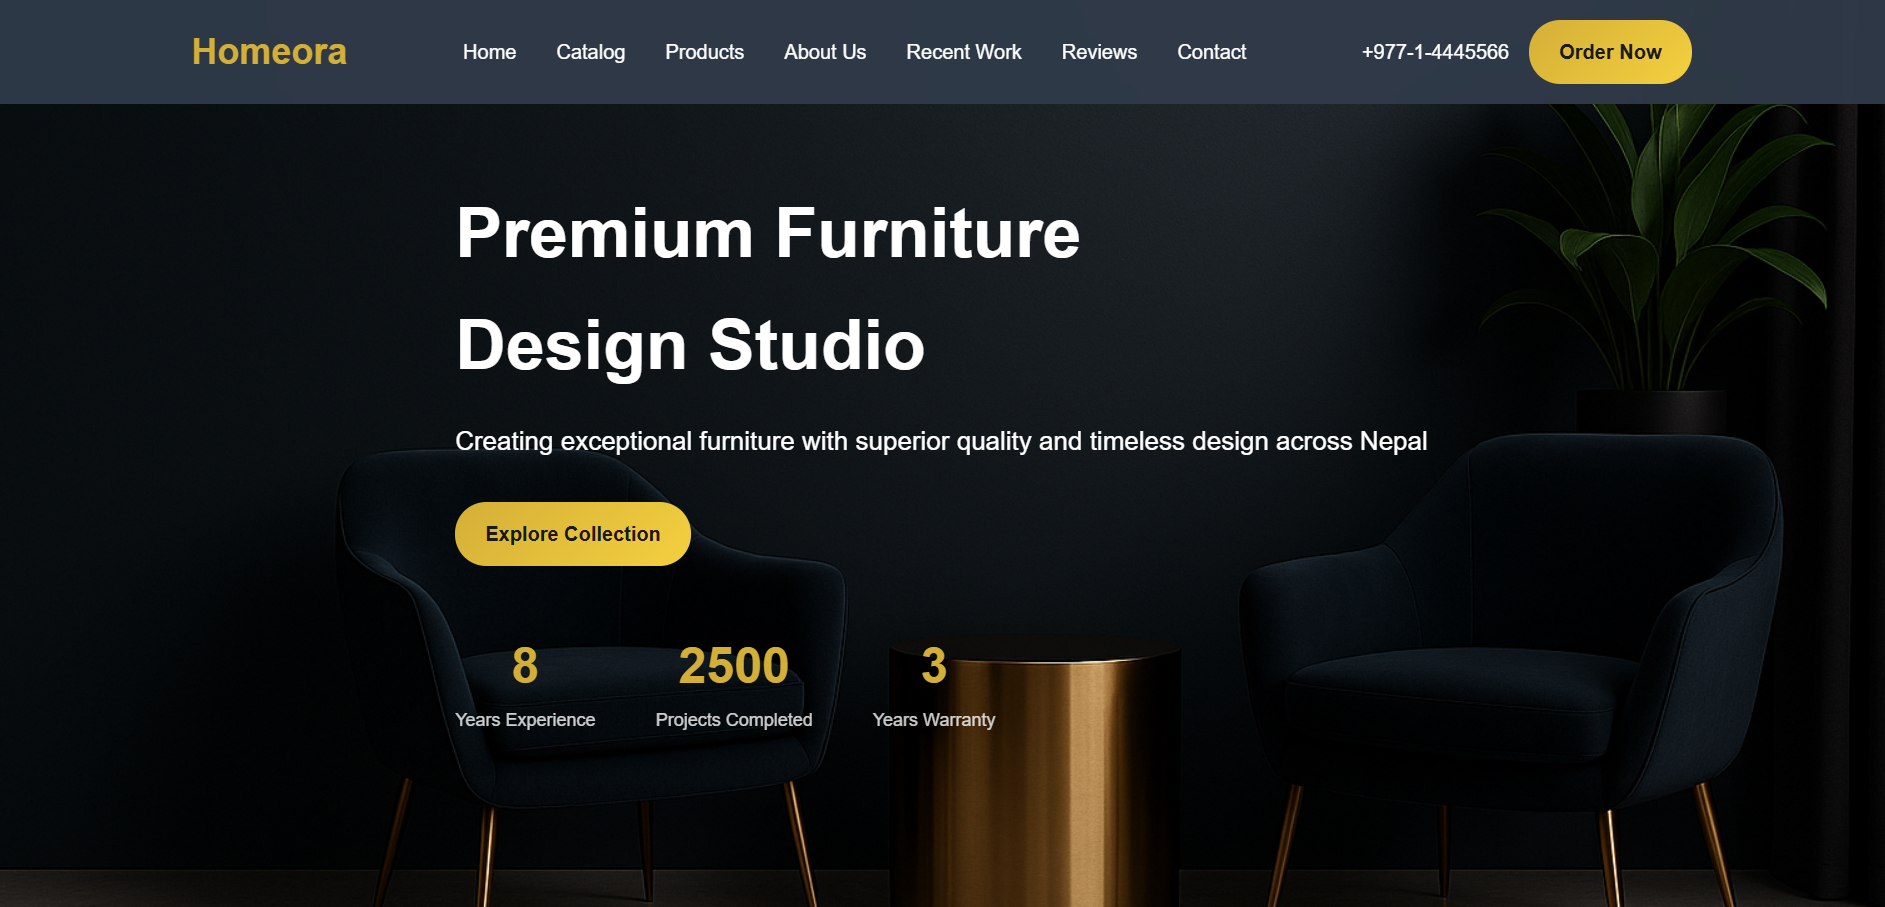 Homeora
Home
Catalog
Products
About Us
Recent Work
Reviews
Contact
+977-1-4445566
Order Now
Premium Furniture
Design Studio
Creating exceptional furniture with superior quality and timeless design across Nepal
Explore Collection
8
Years Experience
2500
Projects Completed
3
Years Warranty